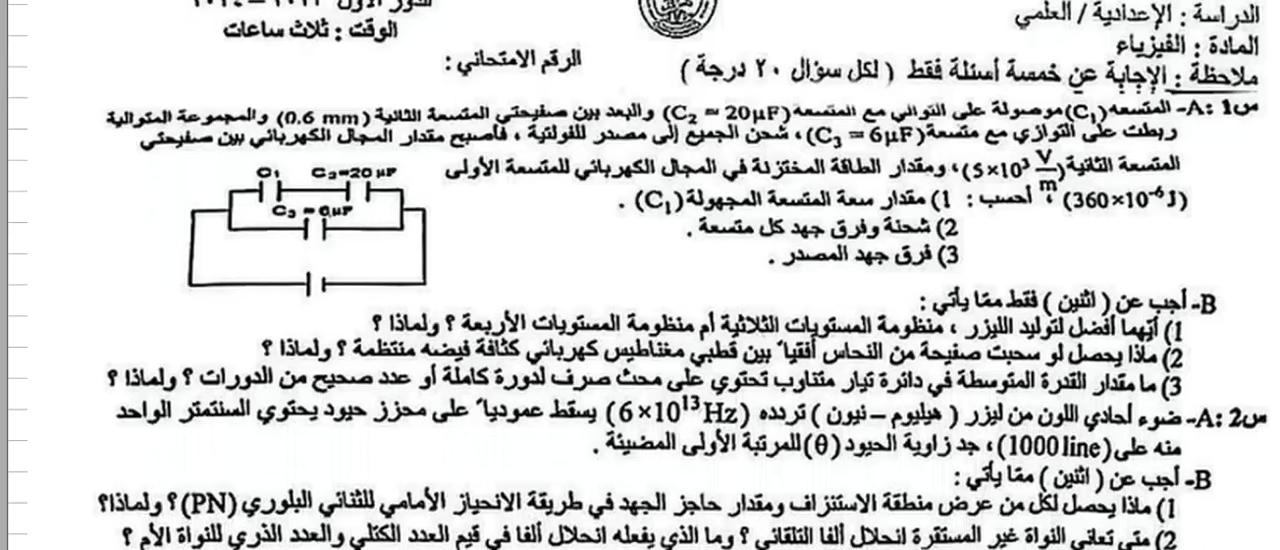 الدراسة : الإعدادية / العلمي
المادة : الفيزياء
الوقت : ثلاث ساعات
الرقم الامتحاني :
ملاحظة : الإجابة عن خمسة أسئلة فقط ( لكل سؤال ٢٠ درجة )
س1 :A- المتسعه (C₁) موصولة على التوالي مع المتسعة (C₂ = 20μF) والبعد بين صفيحتي المتسعة الثانية (0.6 mm) والمجموعة المتوالية
ربطت على التوازي مع متسعة (C₃ = 6μF)، شحن الجميع إلى مصدر للفولتية ، فأصبح مقدار المجال الكهربائي بين صفيحتي
المتسعة الثانية (5×10³ V/m)، ومقدار الطاقة المختزنة في المجال الكهربائي للمتسعة الأولى
(360×10⁻⁶J) ، أحسب : 1) مقدار سعة المتسعة المجهولة (C₁) .
2) شحنة وفرق جهد كل متسعة .
3) فرق جهد المصدر .
C₁ C₂=20 μF
C₃ = 6μF
B- أجب عن ( اثنين ) فقط ممّا يأتي :
1) أيّهما أفضل لتوليد الليزر ، منظومة المستويات الثلاثية أم منظومة المستويات الأربعة ؟ ولماذا ؟
2) ماذا يحصل لو سحبت صفيحة من النحاس أفقياً بين قطبي مغناطيس كهربائي كثافة فيضه منتظمة ؟ ولماذا ؟
3) ما مقدار القدرة المتوسطة في دائرة تيار متناوب تحتوي على محث صرف لدورة كاملة أو عدد صحيح من الدورات ؟ ولماذا ؟
س2 :A- ضوء أحادي اللون من ليزر ( هيليوم – نيون ) تردده (6×10¹³Hz) يسقط عمودياً على محزز حيود يحتوي السنتمتر الواحد
منه على (1000line)، جد زاوية الحيود (θ) للمرتبة الأولى المضيئة .
B- أجب عن ( اثنين ) ممّا يأتي :
1) ماذا يحصل لكل من عرض منطقة الاستنزاف ومقدار حاجز الجهد في طريقة الانحياز الأمامي للثنائي البلوري (PN) ؟ ولماذا؟
2) متى تعاني النواة غير المستقرة انحلال ألفا التلقائي ؟ وما الذي يفعله انحلال ألفا في قيم العدد الكتلي والعدد الذري للنواة الأم ؟